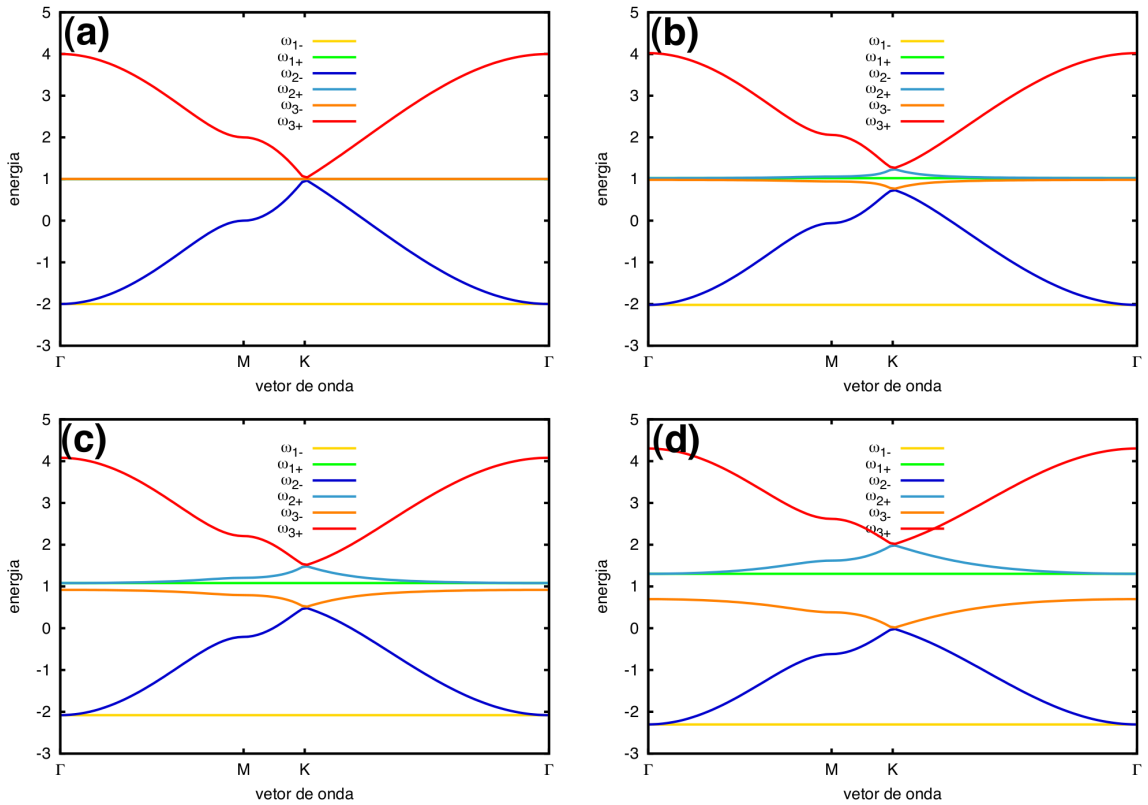 (a)
5
4
3
2
1
0
-1
-2
-3
energia
ω1-
ω1+
ω2-
ω2+
ω3-
ω3+
Γ M K Γ
vetor de onda
(b)
5
4
3
2
1
0
-1
-2
-3
energia
ω1-
ω1+
ω2-
ω2+
ω3-
ω3+
Γ M K Γ
vetor de onda
(c)
5
4
3
2
1
0
-1
-2
-3
energia
ω1-
ω1+
ω2-
ω2+
ω3-
ω3+
Γ M K Γ
vetor de onda
(d)
5
4
3
2
1
0
-1
-2
-3
energia
ω1-
ω1+
ω2-
ω2+
ω3-
ω3+
Γ M K Γ
vetor de onda